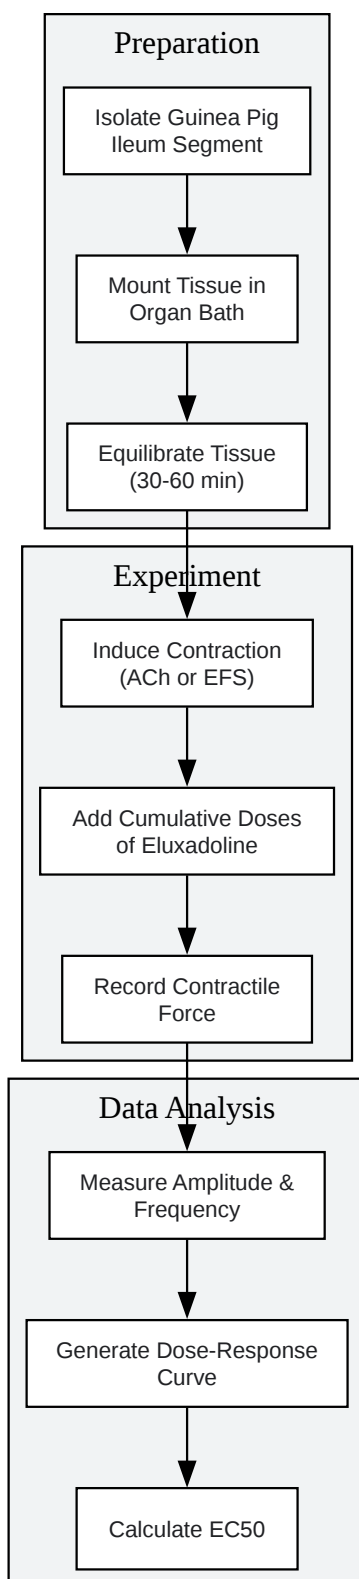 Preparation
Isolate Guinea Pig
Ileum Segment
Mount Tissue in
Organ Bath
Equilibrate Tissue
(30-60 min)
Experiment
Induce Contraction
(ACh or EFS)
Add Cumulative Doses
of Eluxadoline
Record Contractile
Force
Data Analysis
Measure Amplitude &
Frequency
Generate Dose-Response
Curve
Calculate EC50